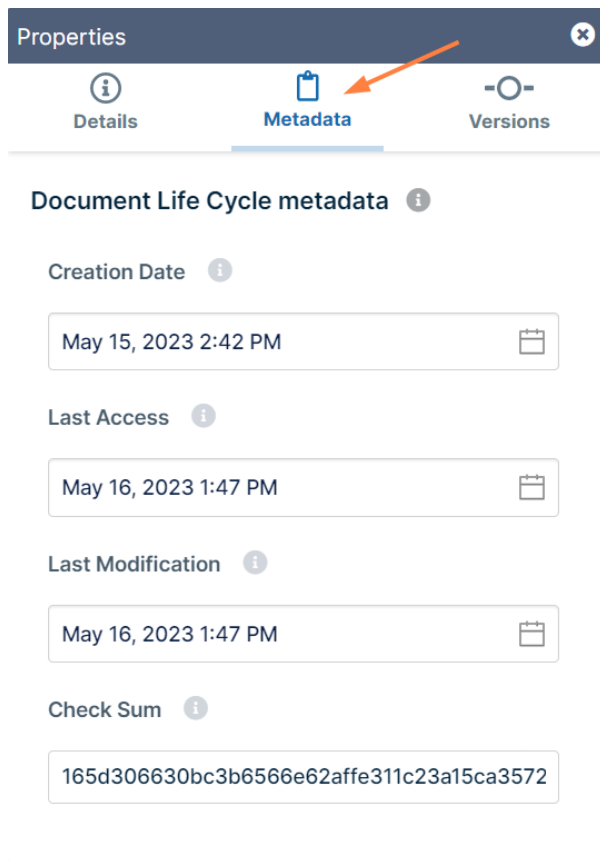 Properties
Details
Metadata
Versions
Document Life Cycle metadata
Creation Date
May 15, 2023 2:42 PM
Last Access
May 16, 2023 1:47 PM
Last Modification
May 16, 2023 1:47 PM
Check Sum
165d306630bc3b6566e62affe311c23a15ca3572